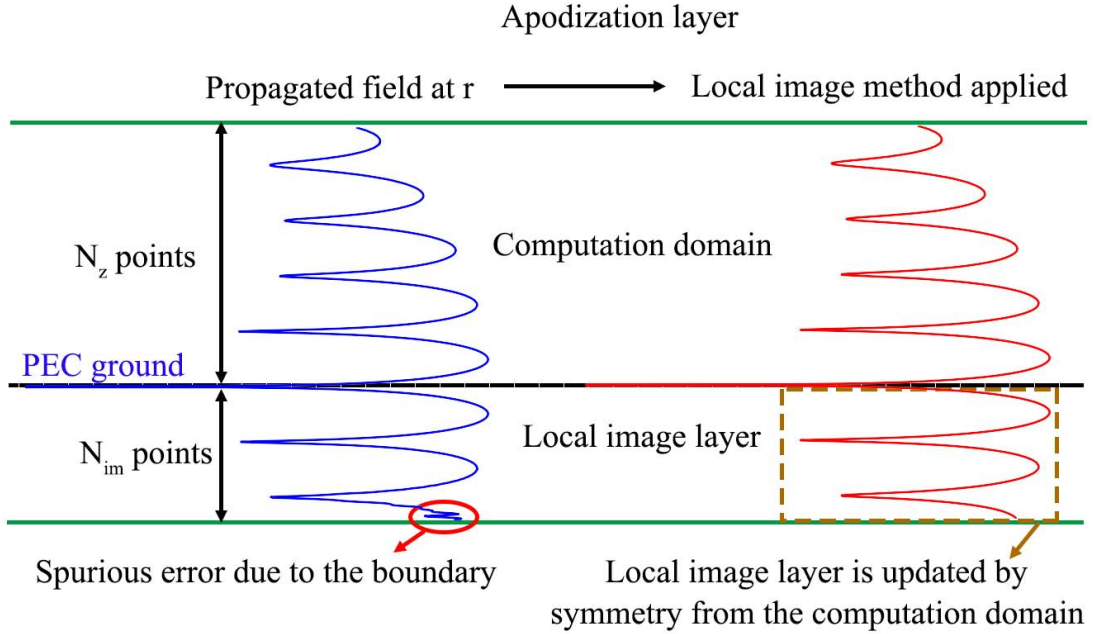 Apodization layer
Propagated field at r
Local image method applied
N_z points
Computation domain
PEC ground
N_im points
Local image layer
Spurious error due to the boundary
Local image layer is updated by
symmetry from the computation domain